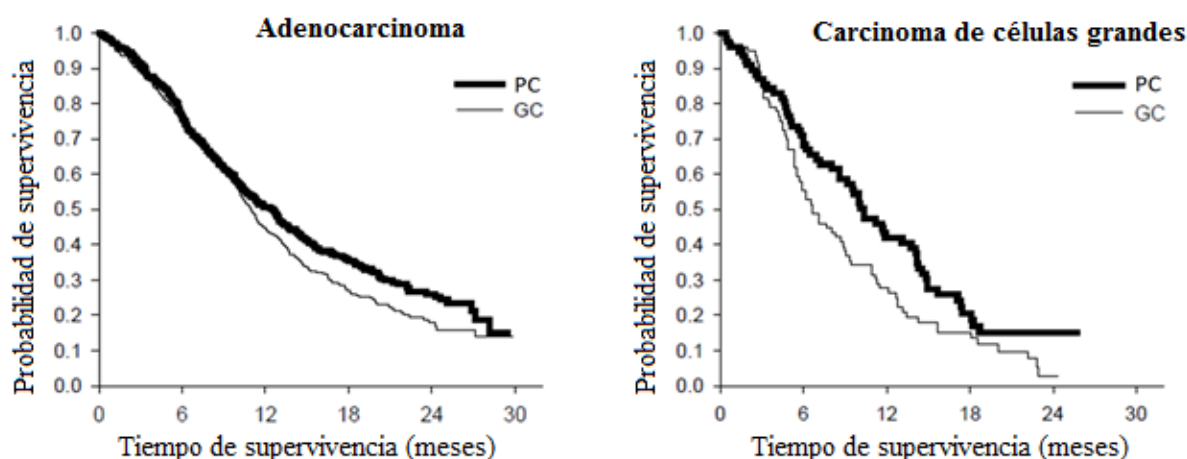 Adenocarcinoma
Probabilidad de supervivencia
1.0
0.9
0.8
0.7
0.6
0.5
0.4
0.3
0.2
0.1
0.0
PC
GC
0 6 12 18 24 30
Tiempo de supervivencia (meses)
Carcinoma de células grandes
Probabilidad de supervivencia
1.0
0.9
0.8
0.7
0.6
0.5
0.4
0.3
0.2
0.1
0.0
PC
GC
0 6 12 18 24 30
Tiempo de supervivencia (meses)